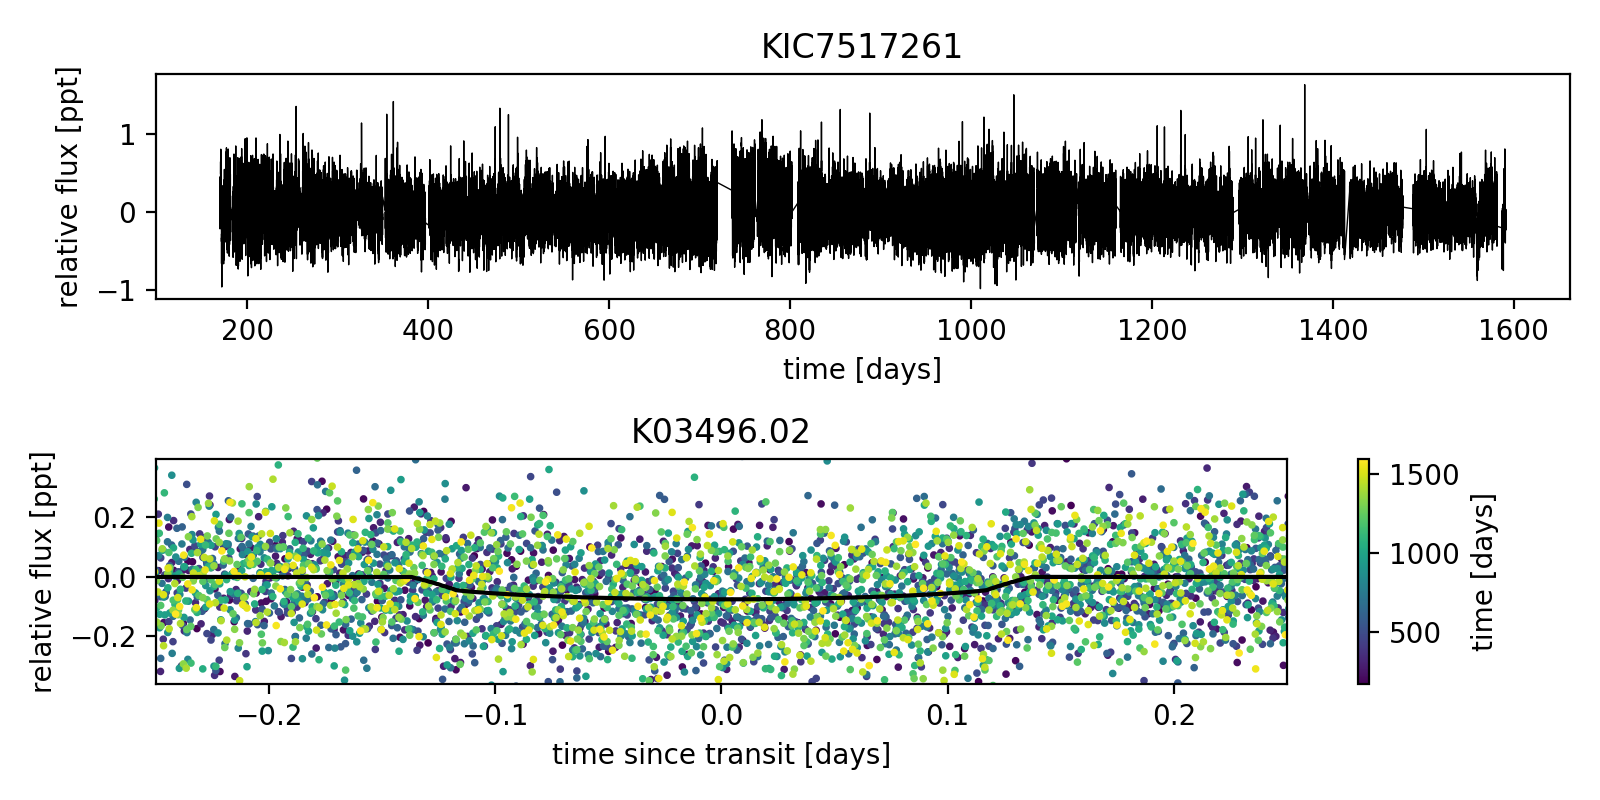 KIC7517261
relative flux [ppt]
1
0
−1
200 400 600 800 1000 1200 1400 1600
time [days]
K03496.02
relative flux [ppt]
0.2
0.0
−0.2
−0.2 −0.1 0.0 0.1 0.2
time since transit [days]
1500
1000
500
time [days]